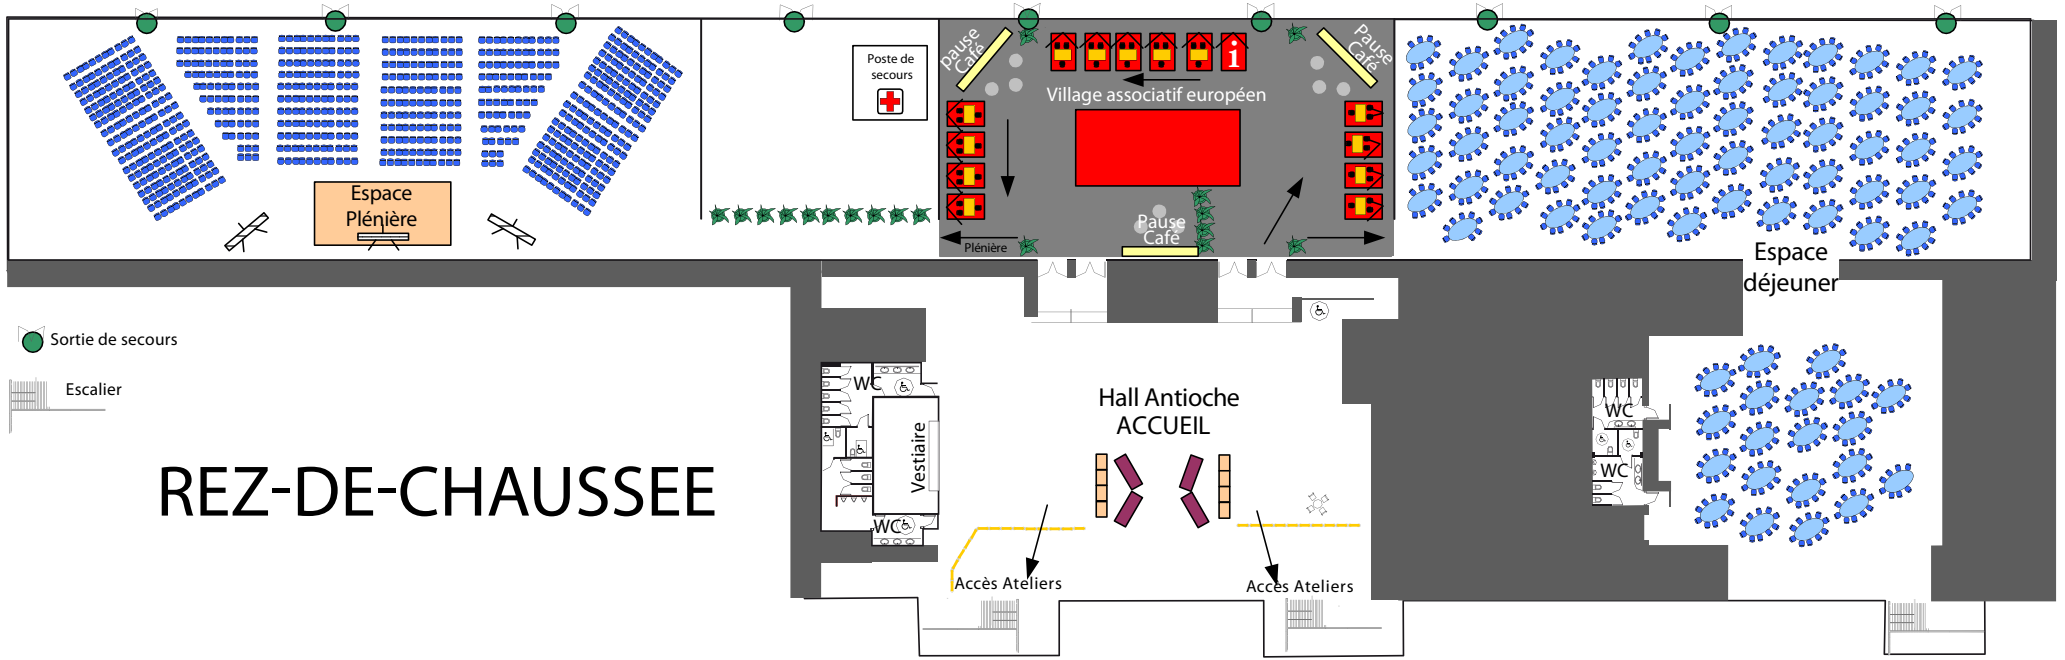 Poste de
secours
pause
Café
Pause
Café
i
Village associatif européen
Espace
Plénière
Pause
Café
Plénière
Espace
déjeuner
Sortie de secours
Escalier
WC
Vestiaire
WC
Hall Antioche
ACCUEIL
WC
WC
REZ-DE-CHAUSSEE
Accès Ateliers
Accès Ateliers